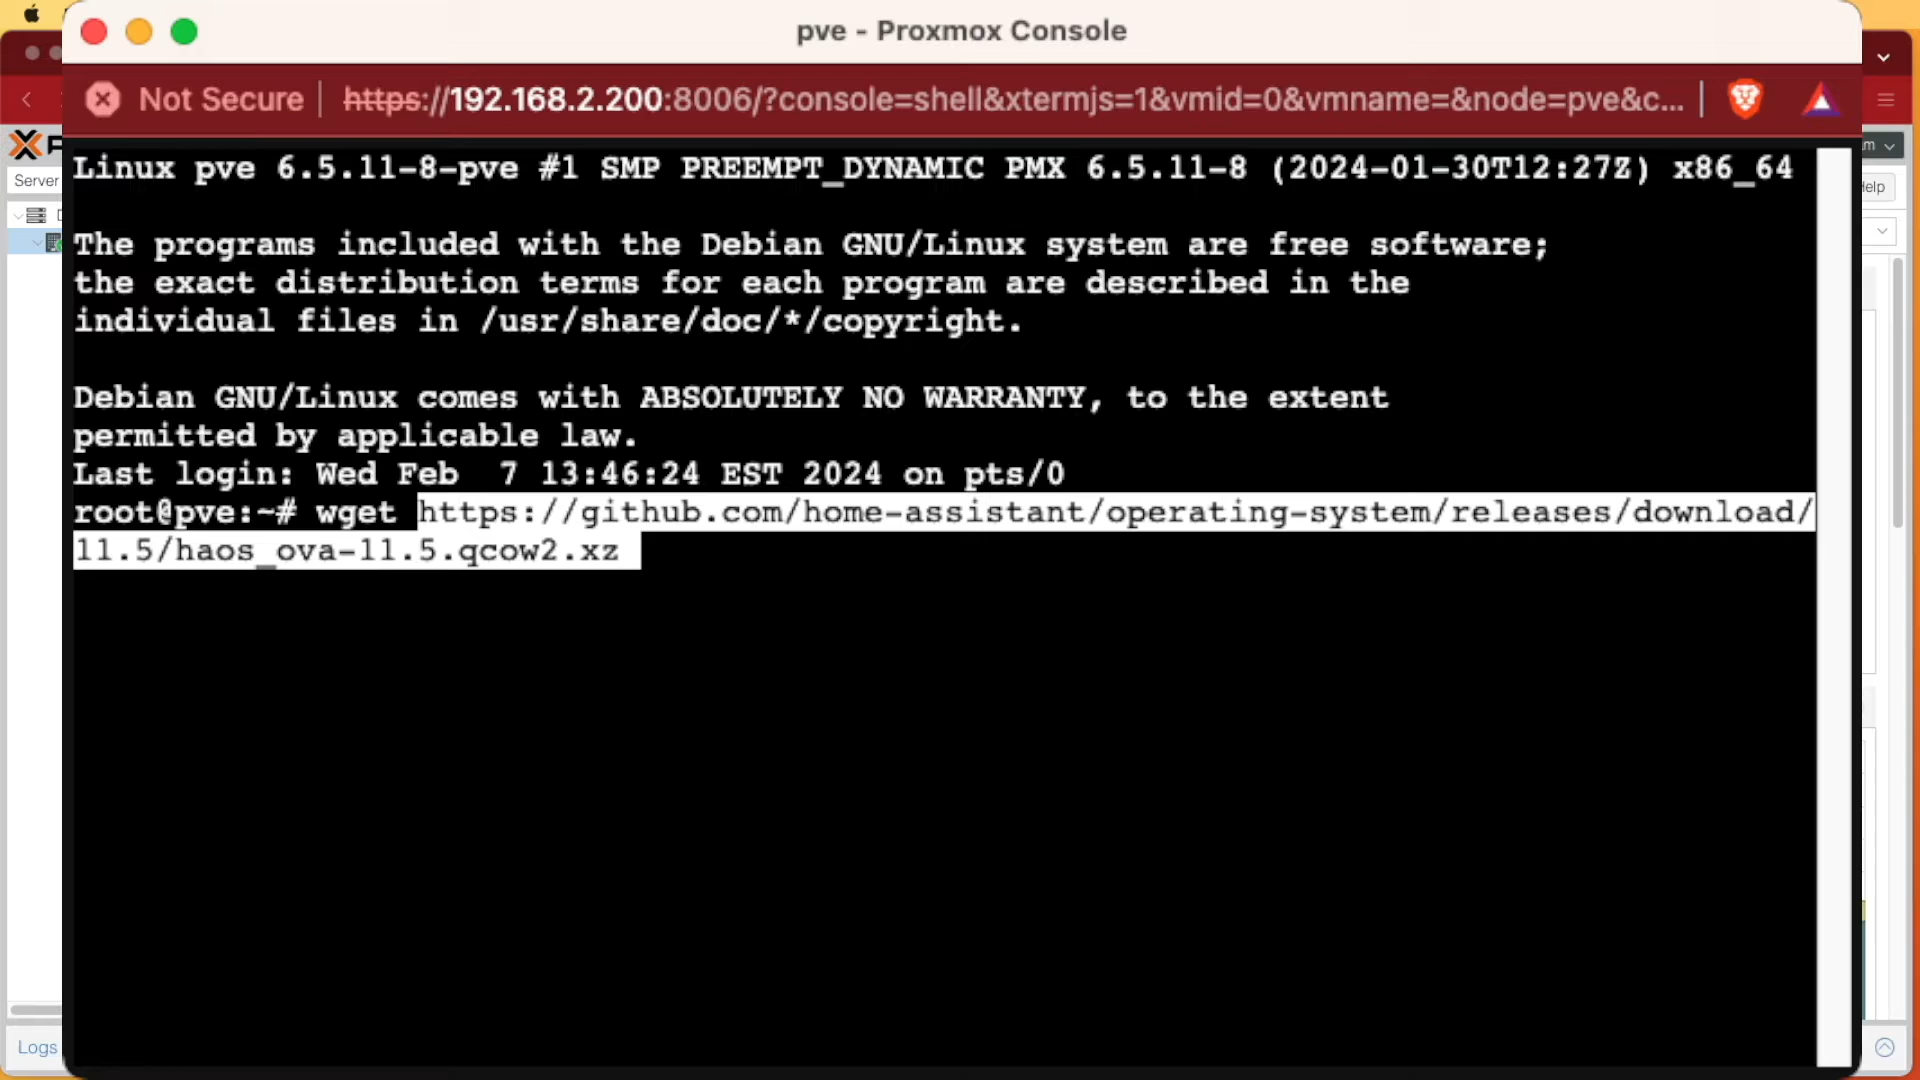 pve - Proxmox Console
Not Secure | https://192.168.2.200:8006/?console=shell&xtermjs=1&vmid=0&vmname=&node=pve&c...
Linux pve 6.5.11-8-pve #1 SMP PREEMPT_DYNAMIC PMX 6.5.11-8 (2024-01-30T12:27Z) x86_64
The programs included with the Debian GNU/Linux system are free software;
the exact distribution terms for each program are described in the
individual files in /usr/share/doc/*/copyright.
Debian GNU/Linux comes with ABSOLUTELY NO WARRANTY, to the extent
permitted by applicable law.
Last login: Wed Feb  7 13:46:24 EST 2024 on pts/0
root@pve:~# wget https://github.com/home-assistant/operating-system/releases/download/
11.5/haos_ova-11.5.qcow2.xz
Server
Logs